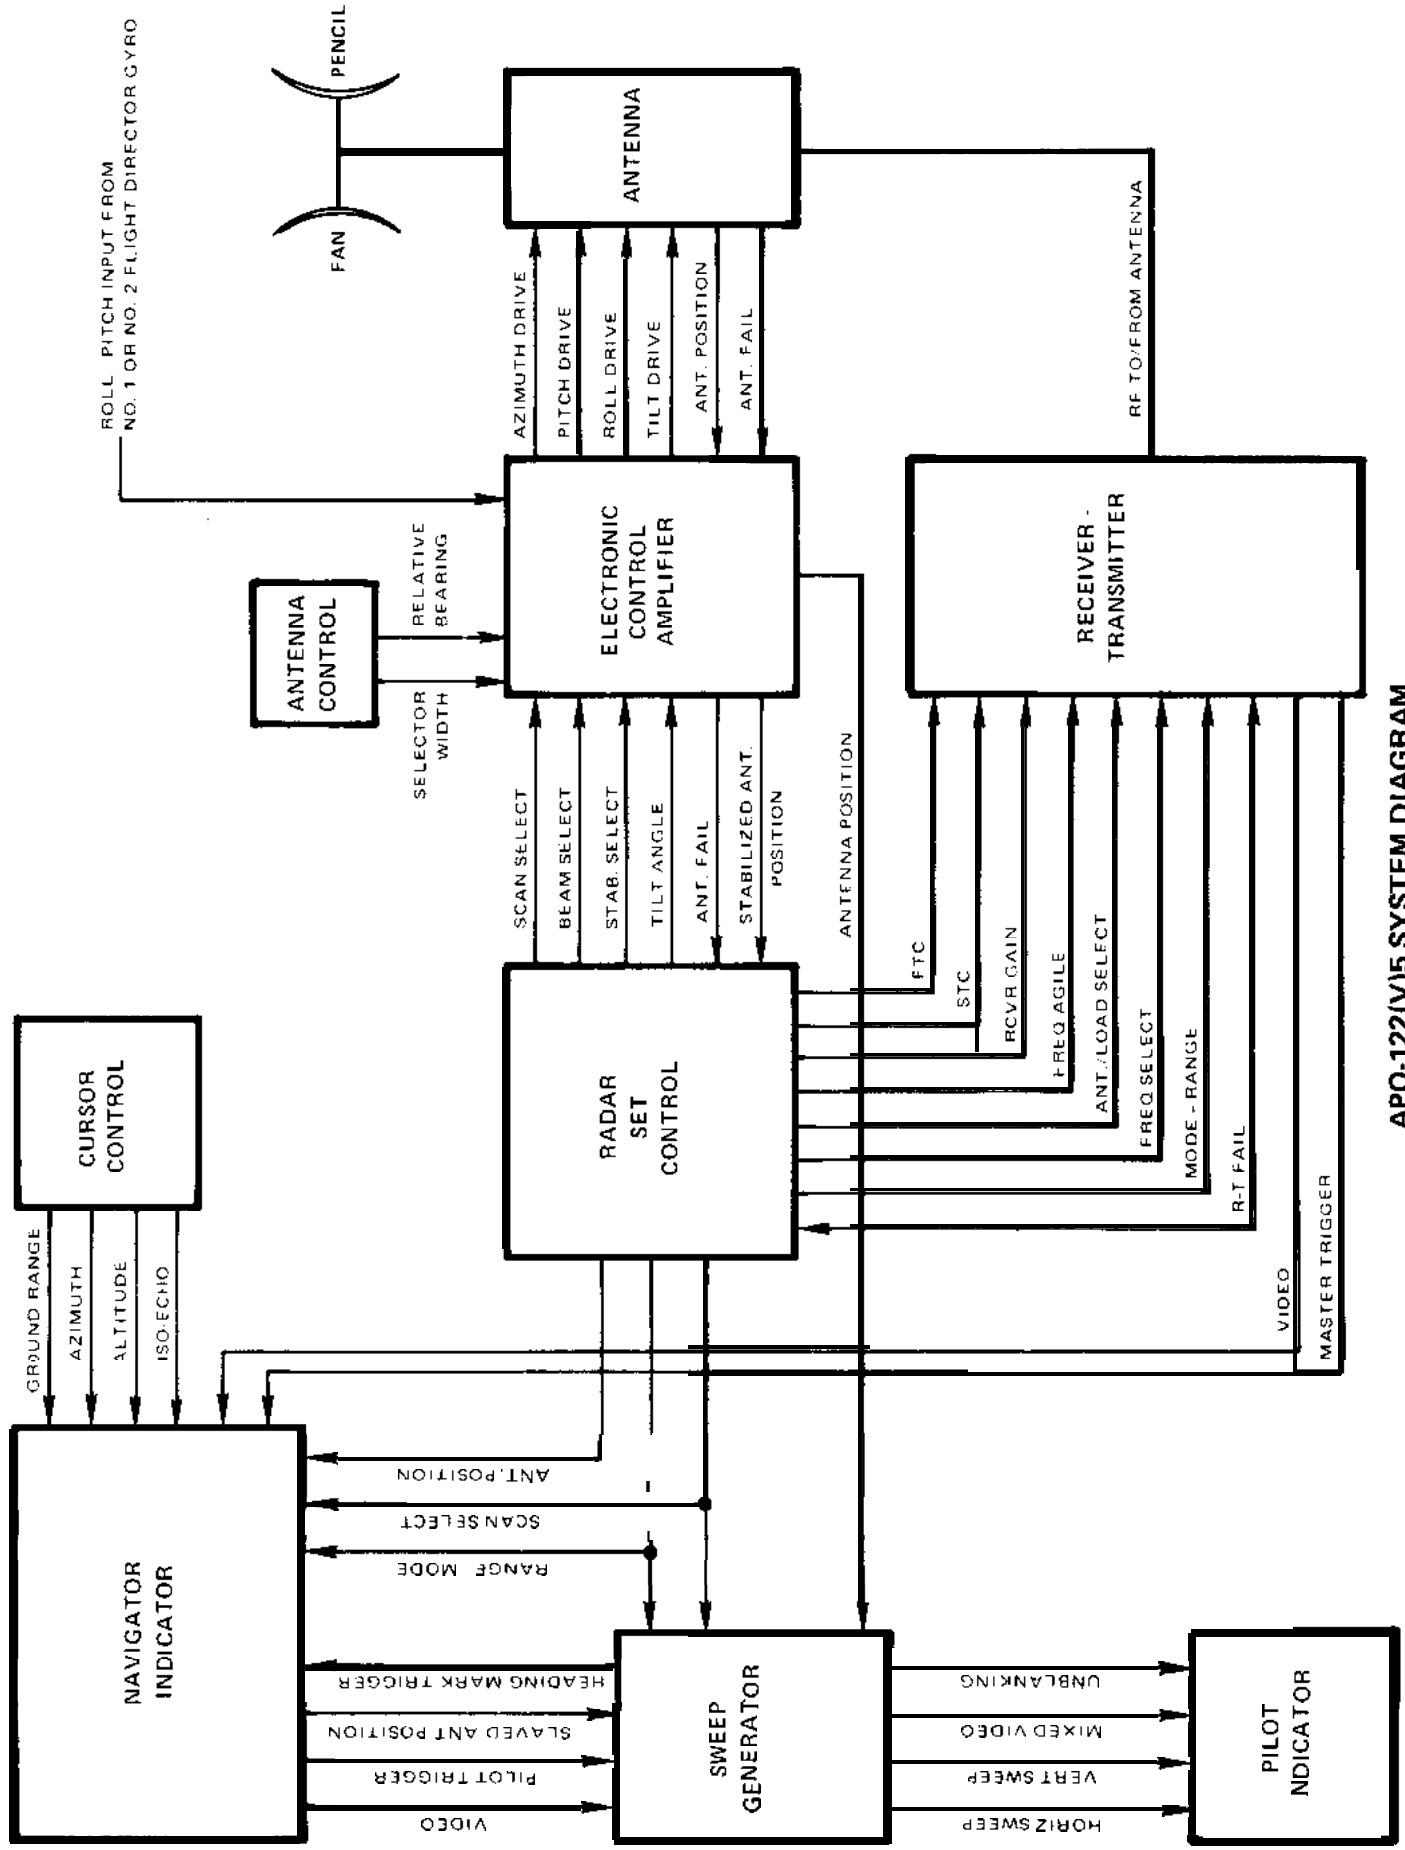 NAVIGATOR
INDICATOR
GROUND RANGE
AZIMUTH
ALTITUDE
ISO-ECHO
CURSOR
CONTROL
ANT. POSITION
SCAN SELECT
RANGE MODE
HEADING MARK TRIGGER
SLAVED ANT POSITION
PILOT TRIGGER
VIDEO
SWEEP
GENERATOR
UNBLANKING
MIXED VIDEO
VERT SWEEP
HORIZ SWEEP
PILOT
NDICATOR
RADAR
SET
CONTROL
SCAN SELECT
BEAM SELECT
STAB. SELECT
TILT ANGLE
ANT. FAIL
STABILIZED ANT.
POSITION
ANTENNA POSITION
ANTENNA
CONTROL
SELECTOR
WIDTH
RELATIVE
BEARING
ROLL PITCH INPUT FROM
NO. 1 OR NO. 2 FLIGHT DIRECTOR GYRO
ELECTRONIC
CONTROL
AMPLIFIER
AZIMUTH DRIVE
PITCH DRIVE
ROLL DRIVE
TILT DRIVE
ANT. POSITION
ANT. FAIL
FAN
PENCIL
ANTENNA
RF TO/FROM ANTENNA
RECEIVER -
TRANSMITTER
FTC
STC
RCVR GAIN
FREQ AGILE
ANT./LOAD SELECT
FREQ SELECT
MODE - RANGE
R-T FAIL
VIDEO
MASTER TRIGGER
APQ-122(V)5 SYSTEM DIAGRAM